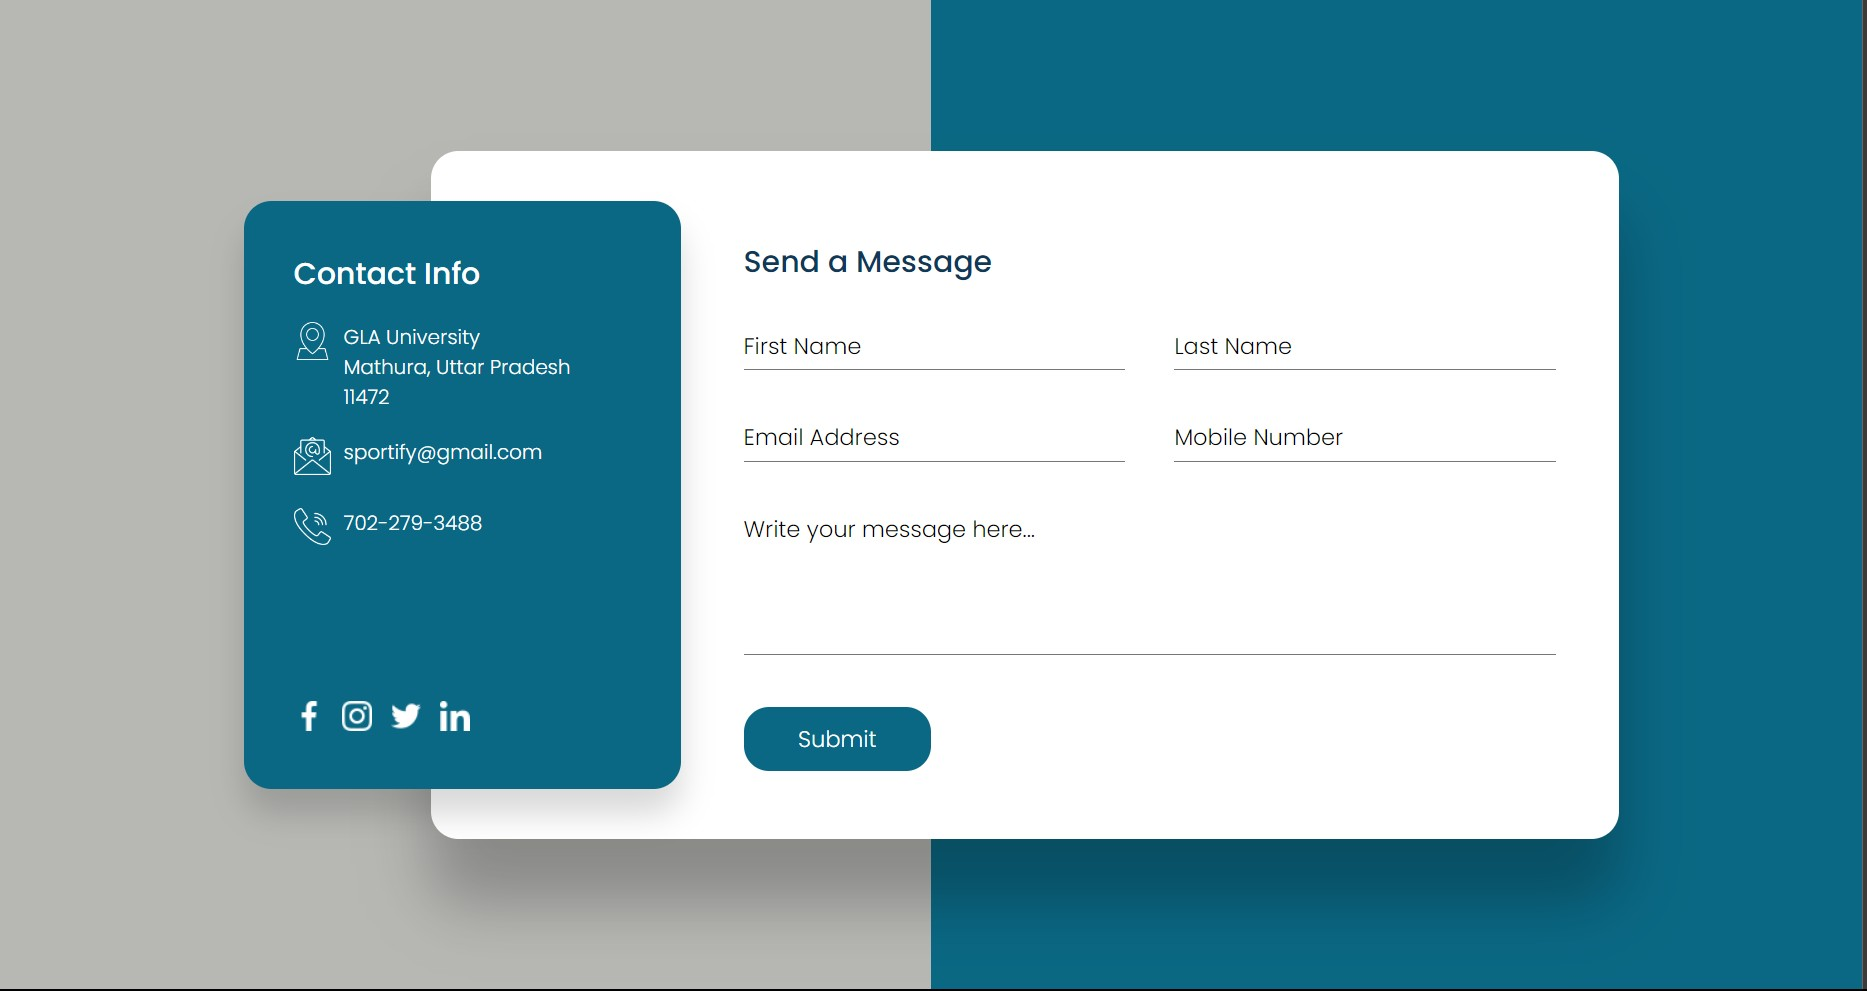 Contact Info
GLA University
Mathura, Uttar Pradesh
11472
sportify@gmail.com
702-279-3488
Send a Message
First Name
Last Name
Email Address
Mobile Number
Write your message here...
Submit